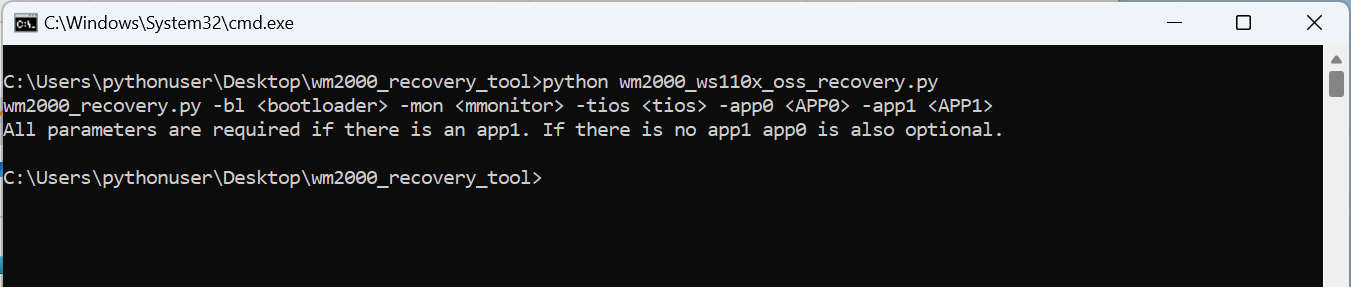 C:\Windows\System32\cmd.exe
C:\Users\pythonuser\Desktop\wm2000_recovery_tool>python wm2000_ws110x_oss_recovery.py
wm2000_recovery.py -bl <bootloader> -mon <mmonitor> -tios <tios> -app0 <APP0> -app1 <APP1>
All parameters are required if there is an app1. If there is no app1 app0 is also optional.
C:\Users\pythonuser\Desktop\wm2000_recovery_tool>